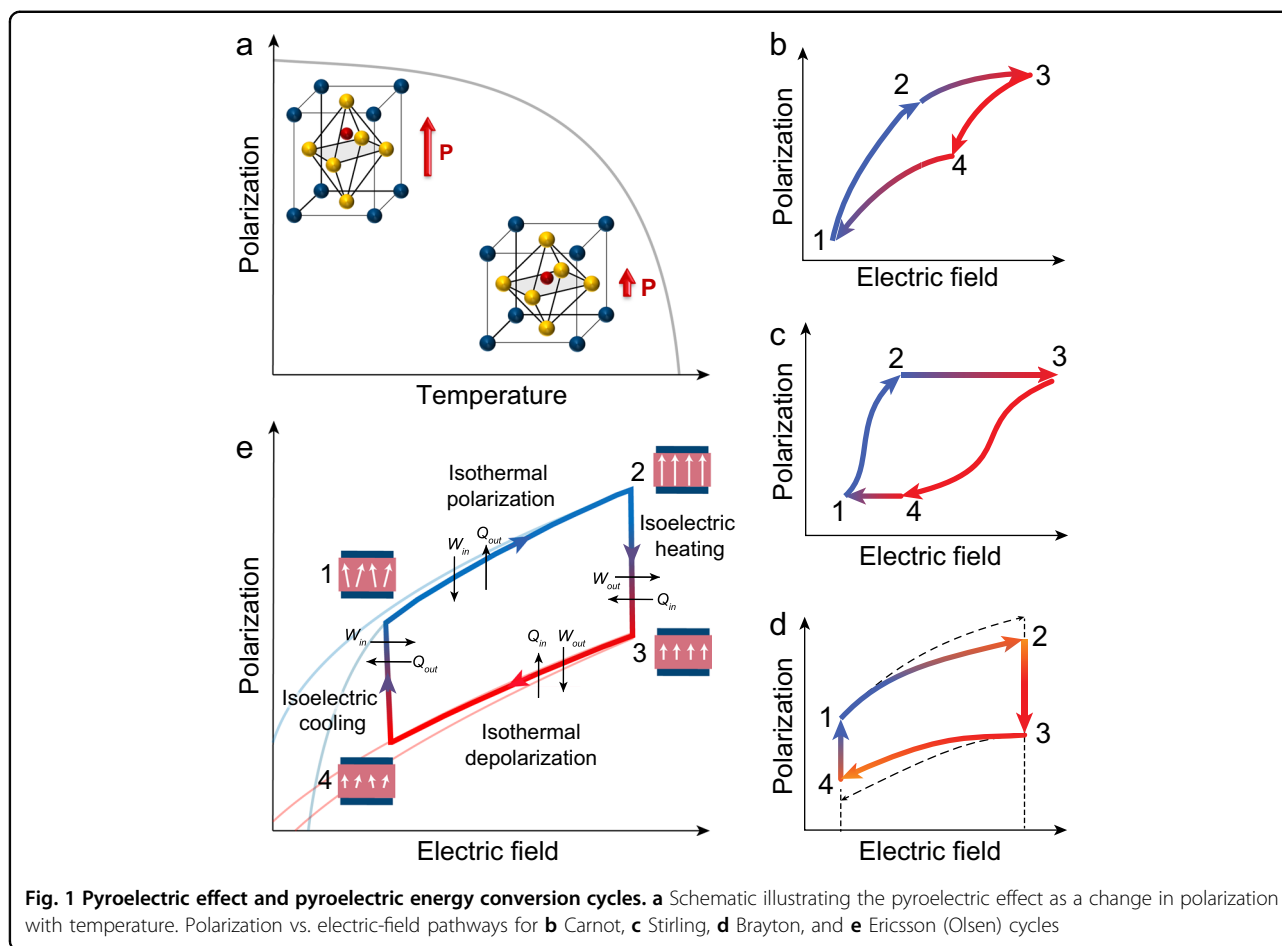 a
Polarization
P
P
Temperature
b
Polarization
1
2
3
4
Electric field
c
Polarization
1
2
3
4
Electric field
e
Polarization
Isothermal
polarization
2
Isoelectric
heating
W_in
Q_out
1
W_out
Q_in
W_in
Q_out
Q_in
W_out
3
Isoelectric
cooling
Isothermal
depolarization
4
Electric field
d
Polarization
1
2
3
4
Electric field
Fig. 1 Pyroelectric effect and pyroelectric energy conversion cycles. a Schematic illustrating the pyroelectric effect as a change in polarization
with temperature. Polarization vs. electric-field pathways for b Carnot, c Stirling, d Brayton, and e Ericsson (Olsen) cycles